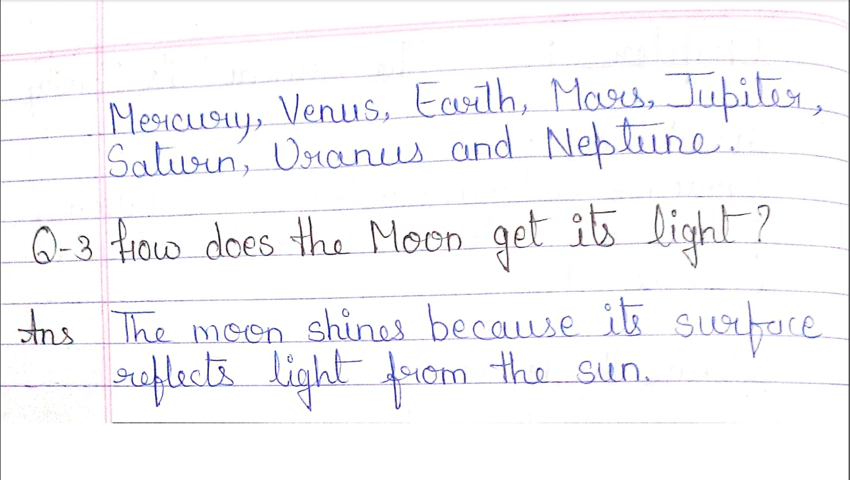 Mercury, Venus, Earth, Mars, Jupiter,
Saturn, Uranus and Neptune.
Q-3 How does the Moon get its light?
Ans The moon shines because its surface
reflects light from the sun.